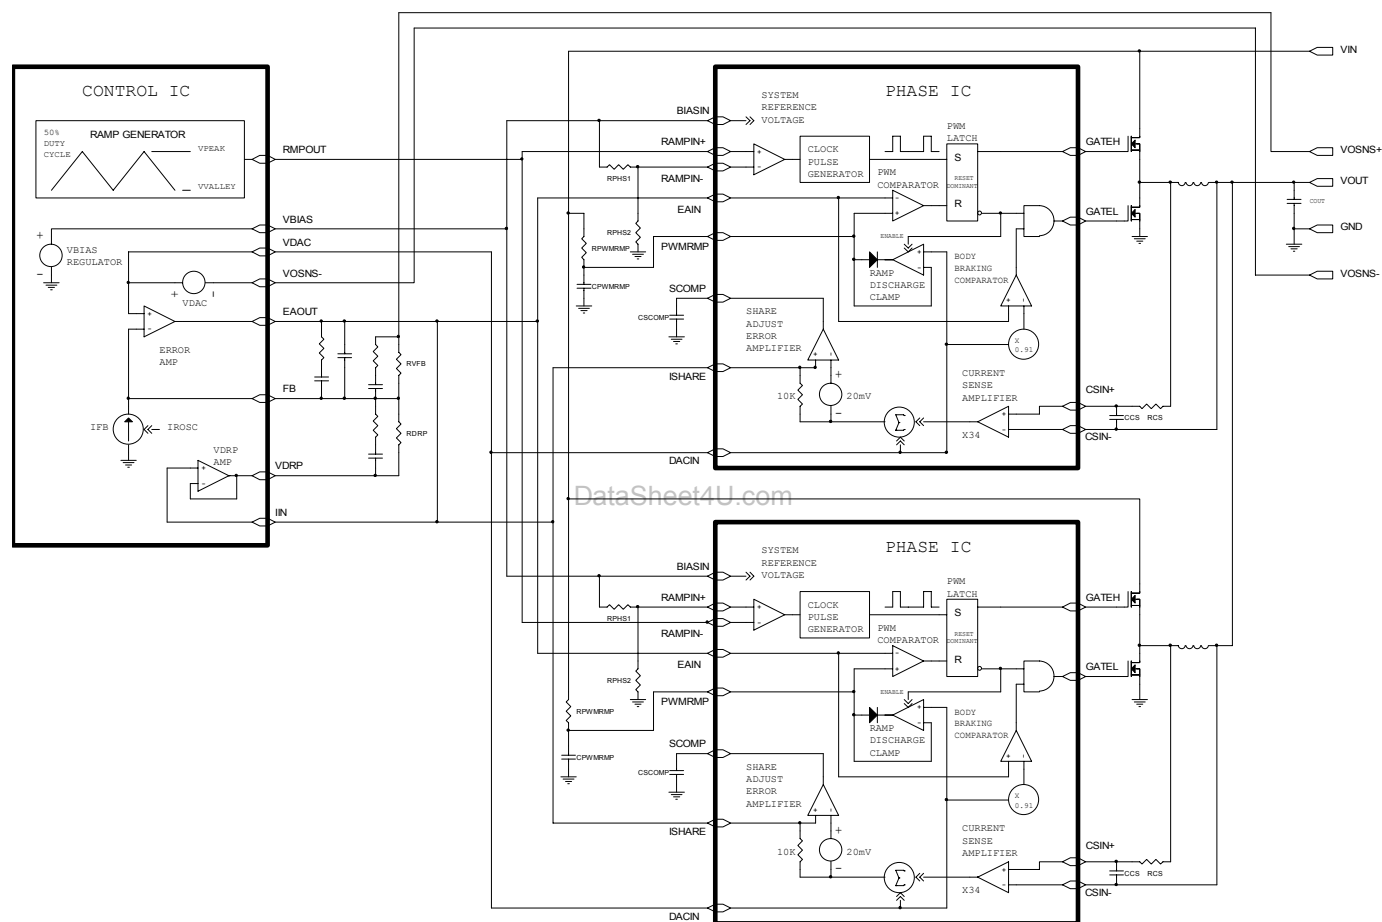 VIN
CONTROL IC
50%
DUTY
CYCLE
RAMP GENERATOR
VPEAK
VVALLEY
RMPOUT
VBIAS
VDAC
VBIAS
REGULATOR
+
-
VOSNS-
+
-
VDAC
EAOUT
+
-
ERROR
AMP
RVFB
FB
IFB
IROSC
RDRP
VDRP
AMP
+
-
VDRP
IIN
PHASE IC
BIASIN
SYSTEM
REFERENCE
VOLTAGE
RAMPIN+
+
-
CLOCK
PULSE
GENERATOR
PWM
LATCH
S
RESET
DOMINANT
R
GATEH
VOSNS+
RPHS1
RAMPIN-
PWM
COMPARATOR
-
+
VOUT
EAIN
GATEL
COUT
GND
RPHS2
RPWMRMP
PWMRMP
ENABLE
+
-
BODY
BRAKING
COMPARATOR
RAMP
DISCHARGE
CLAMP
VOSNS-
CPWMRMP
SCOMP
CSCOMP
SHARE
ADJUST
ERROR
AMPLIFIER
+
-
+
-
X
0.91
ISHARE
10K
+
20mV
-
CURRENT
SENSE
AMPLIFIER
CSIN+
CCS
RCS
Σ
+
-
X34
CSIN-
DACIN
DataSheet4U.com
PHASE IC
BIASIN
SYSTEM
REFERENCE
VOLTAGE
RAMPIN+
+
-
CLOCK
PULSE
GENERATOR
PWM
LATCH
S
RESET
DOMINANT
R
GATEH
RPHS1
RAMPIN-
PWM
COMPARATOR
-
+
EAIN
GATEL
RPHS2
PWMRMP
ENABLE
RPWMRMP
+
-
BODY
BRAKING
COMPARATOR
RAMP
DISCHARGE
CLAMP
SCOMP
CPWMRMP
CSCOMP
SHARE
ADJUST
ERROR
AMPLIFIER
+
-
+
-
X
0.91
ISHARE
10K
+
20mV
-
CURRENT
SENSE
AMPLIFIER
CSIN+
CCS
RCS
Σ
+
-
X34
CSIN-
DACIN